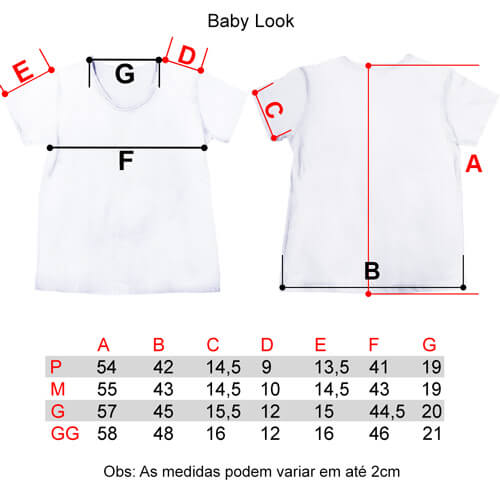 Baby Look
E
G
D
C
F
A
B
A B C D E F G
P 54 42 14,5 9 13,5 41 19
M 55 43 14,5 10 14,5 43 19
G 57 45 15,5 12 15 44,5 20
GG 58 48 16 12 16 46 21
Obs: As medidas podem variar em até 2cm